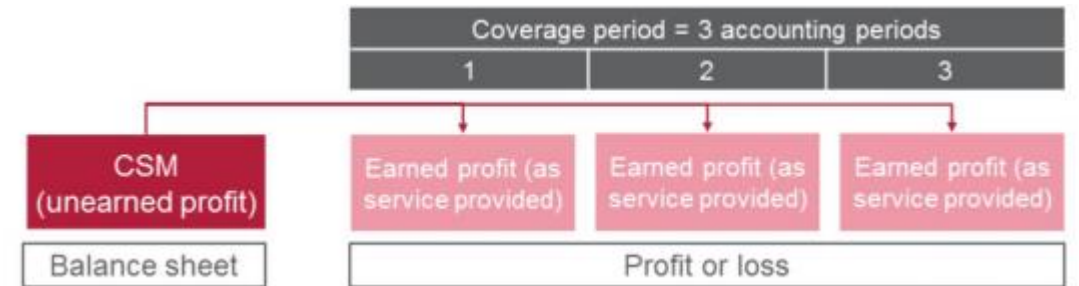 Coverage period = 3 accounting periods
1 2 3
CSM
(unearned profit)
Earned profit (as
service provided)
Earned profit (as
service provided)
Earned profit (as
service provided)
Balance sheet
Profit or loss